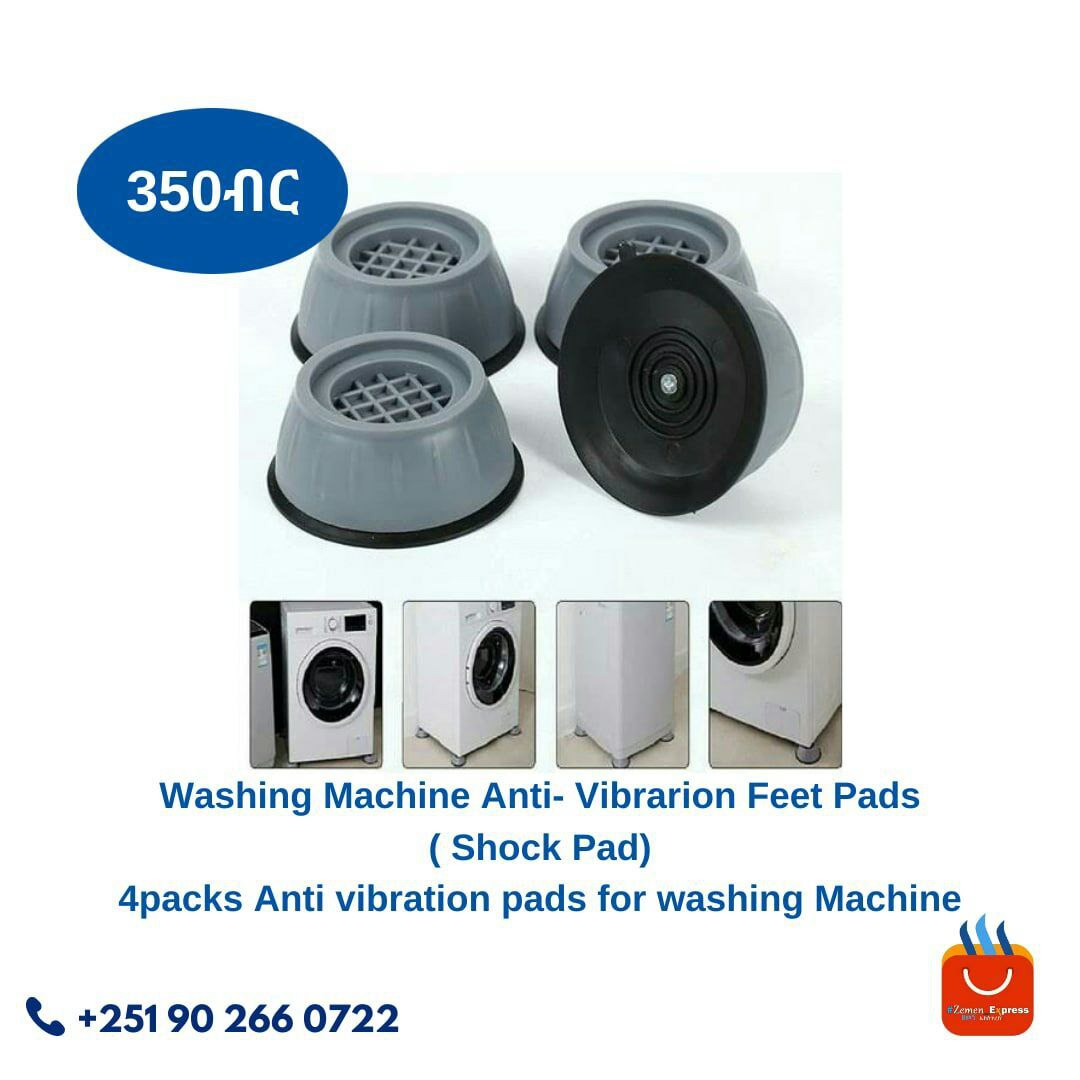 350ብር
Washing Machine Anti- Vibrarion Feet Pads
( Shock Pad)
4packs Anti vibration pads for washing Machine
#Zemen Express
+251 90 266 0722